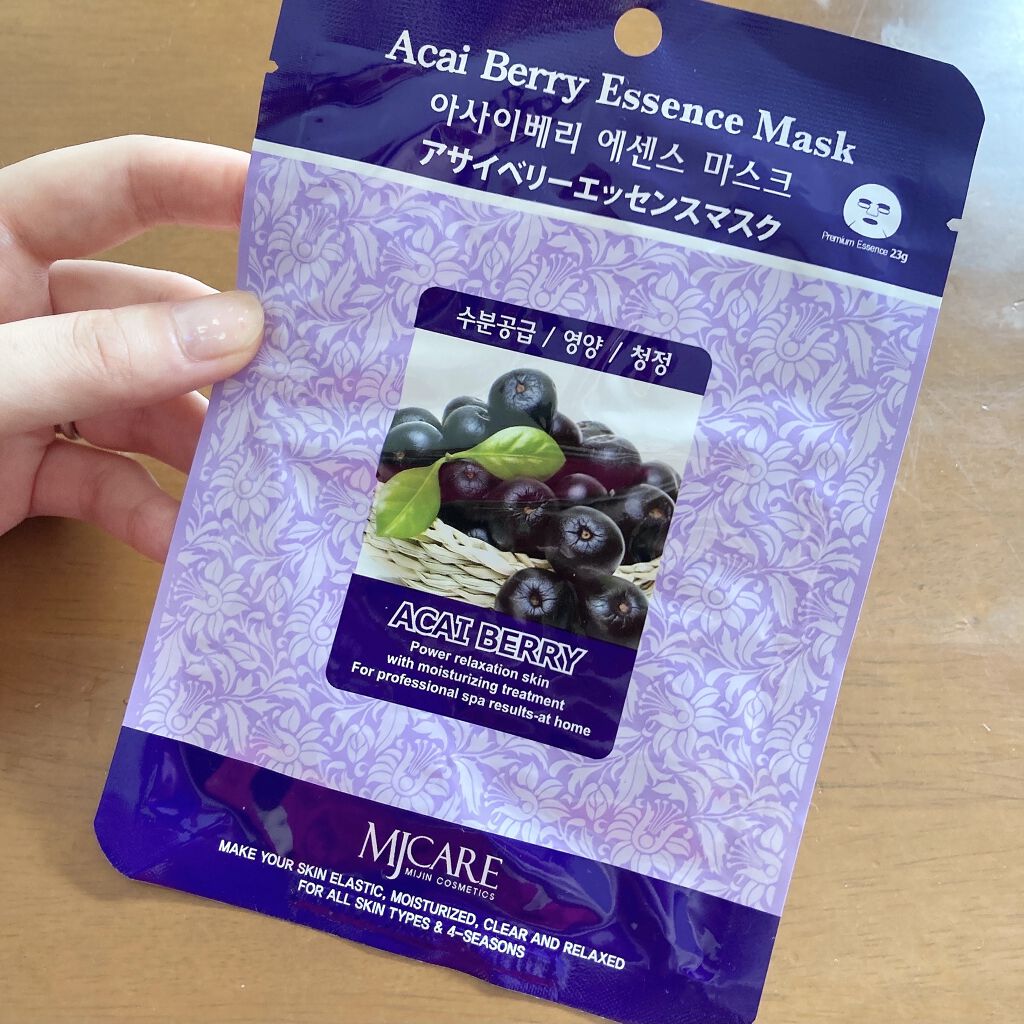 Acai Berry Essence Mask
아사이베리 에센스 마스크
アサイベリーエッセンスマスク
Premium Essence 23g
수분공급 / 영양 / 청정
ACAI BERRY
Power relaxation skin
with moisturizing treatment
For professional spa results-at home
MJCARE
MIJIN COSMETICS
MAKE YOUR SKIN ELASTIC, MOISTURIZED, CLEAR AND RELAXED
FOR ALL SKIN TYPES & 4-SEASONS